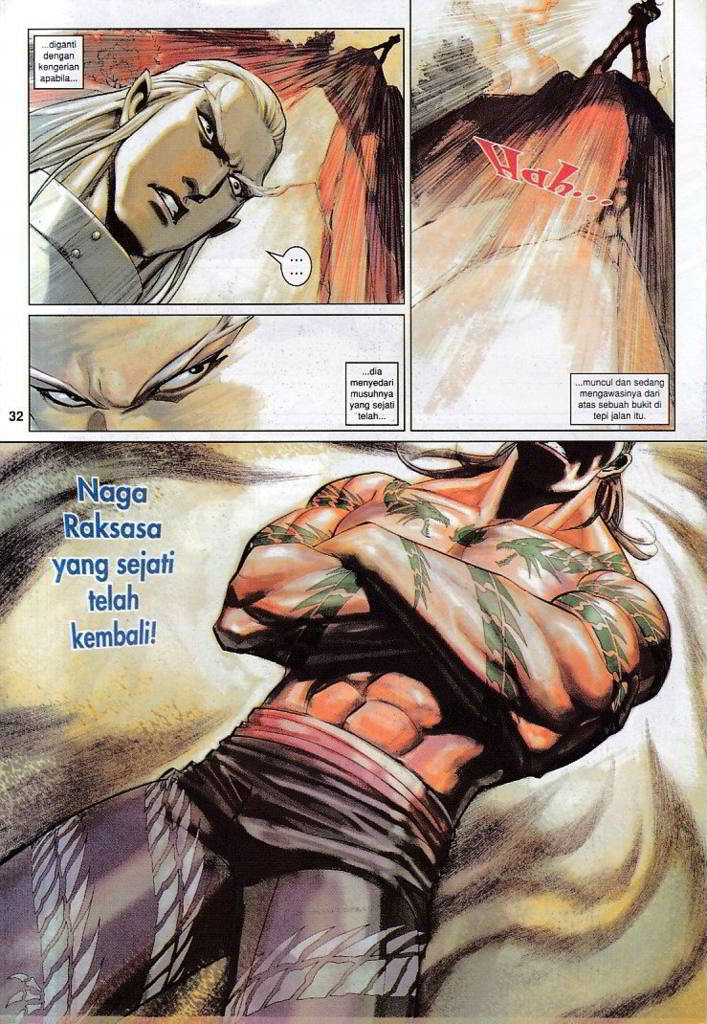 ...diganti
dengan
kengerian
apabila...
...
...
...dia
menyedari
musuhnya
yang sejati
telah...
Hah...
...muncul dan sedang
mengawasinya dari
atas sebuah bukit di
tepi jalan itu.
32
Naga
Raksasa
yang sejati
telah
kembali!